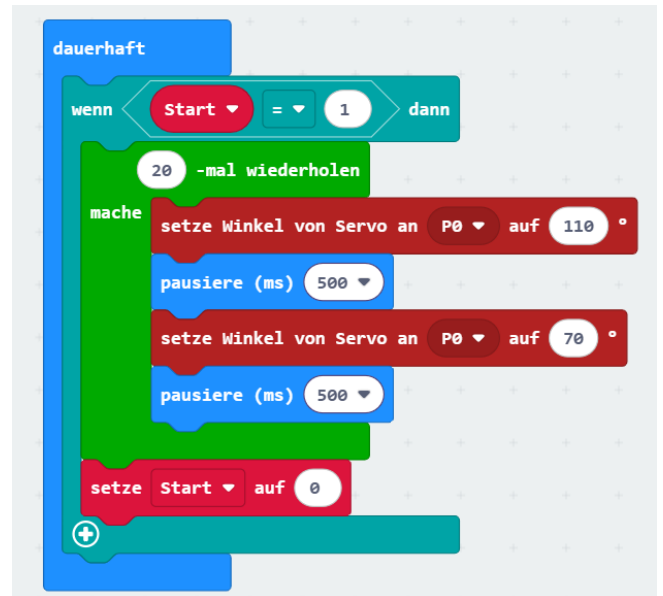 dauerhaft
wenn Start = 1 dann
20 -mal wiederholen
mache
setze Winkel von Servo an P0 auf 110 °
pausiere (ms) 500
setze Winkel von Servo an P0 auf 70 °
pausiere (ms) 500
setze Start auf 0